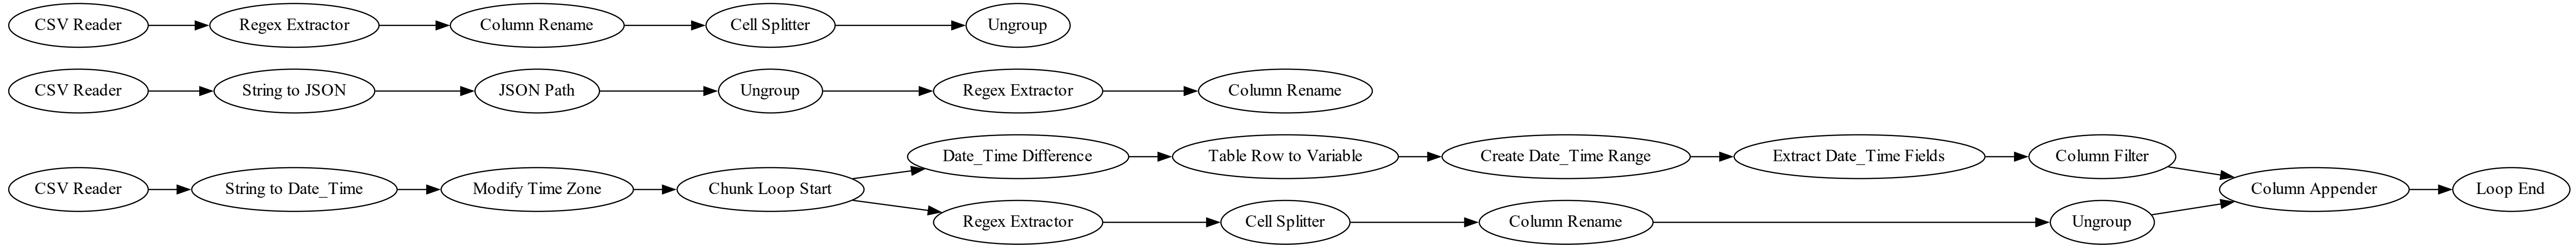 CSV Reader
Regex Extractor
Column Rename
Cell Splitter
Ungroup
CSV Reader
String to JSON
JSON Path
Ungroup
Regex Extractor
Column Rename
CSV Reader
String to Date_Time
Modify Time Zone
Chunk Loop Start
Date_Time Difference
Table Row to Variable
Create Date_Time Range
Extract Date_Time Fields
Column Filter
Regex Extractor
Cell Splitter
Column Rename
Ungroup
Column Appender
Loop End